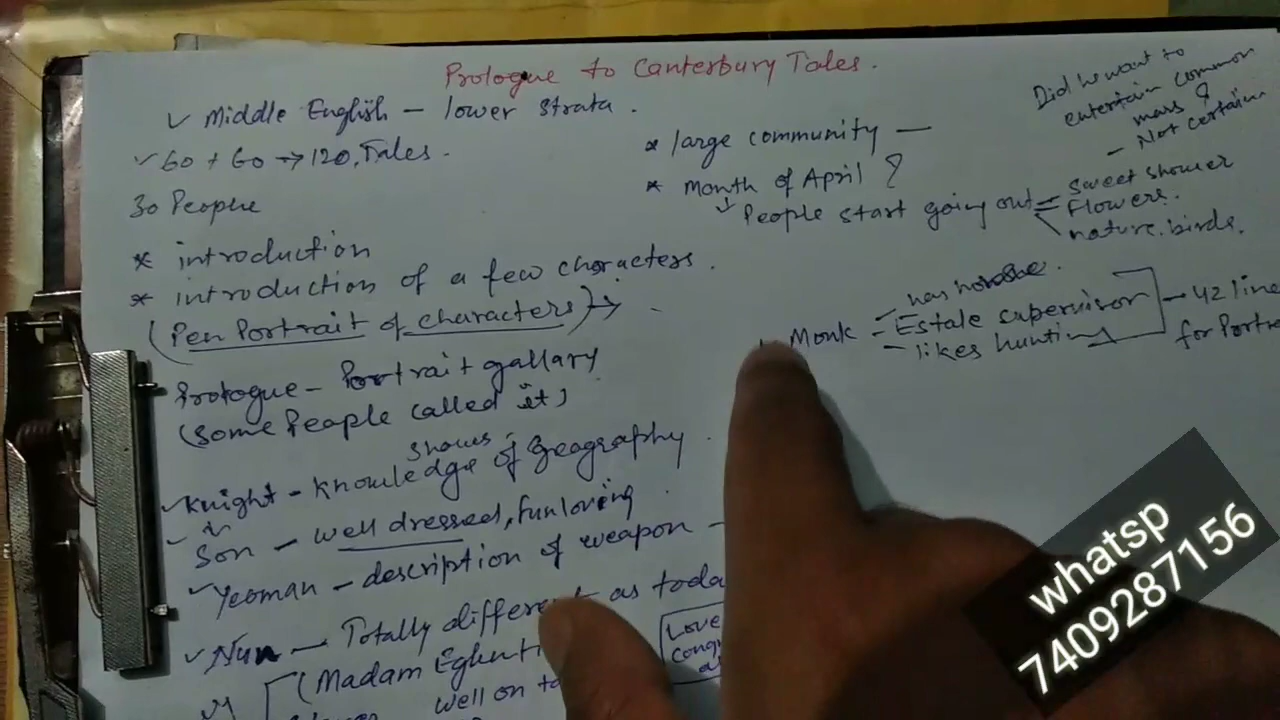 Prologue to Canterbury Tales.
✓ Middle English – lower strata.
✓ 60 + 60 → 120, Tales.
30 People
* introduction
* introduction of a few characters.
(Pen Portrait of characters)
Prologue – Portrait gallary
(Some People called it)
shows
✓ Knight – knowledge of Geography.
Son – well dressed, funloving.
✓ Yeoman – description of weapon –
✓ Nun – Totally different as toda
(Madam Eglenti
well on ta
Love
Conq
* large community –
* Month of April ?
People start going out
sweet shower
Flowers.
nature. birds.
Did he want to
entertain common
mass ?
– Not certain
Monk
– Estate supervisor
– likes hunting
– 42 line
for Portr
whatsp
7409287156